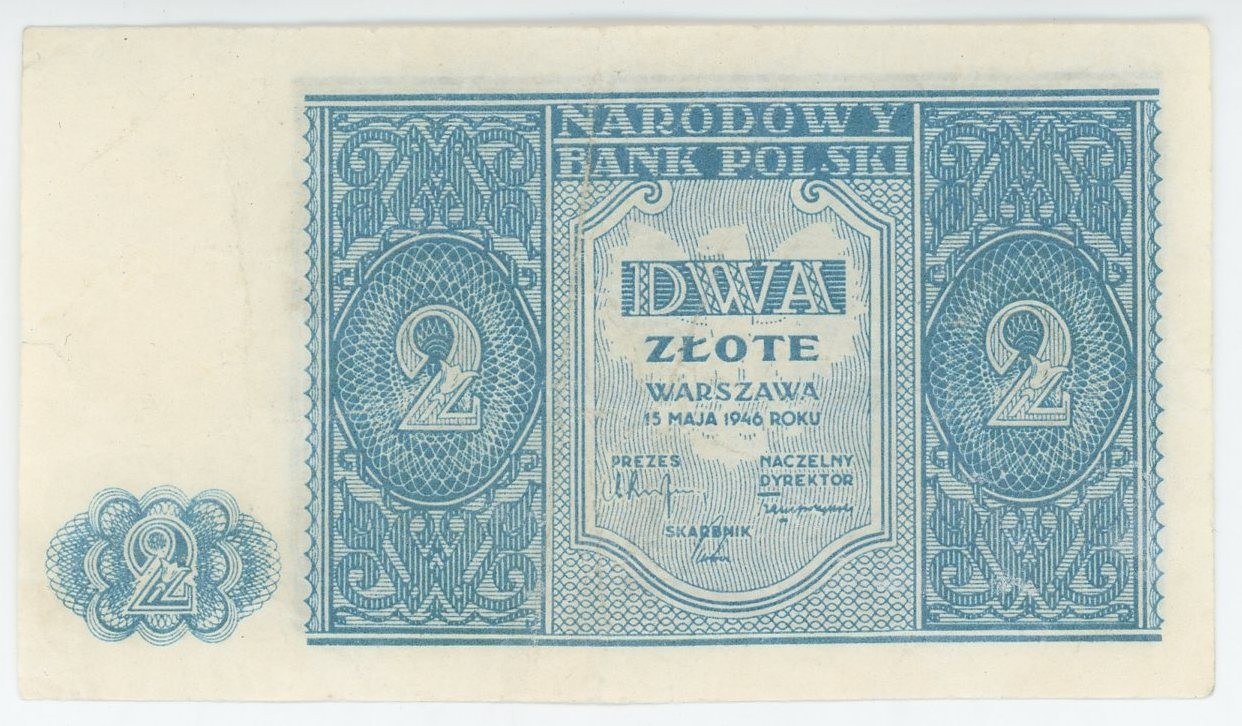 NARODOWY
BANK POLSKI
DWA
ZŁOTE
WARSZAWA
15 MAJA 1946 ROKU
PREZES
NACZELNY
DYREKTOR
SKARBNIK
2
2
2